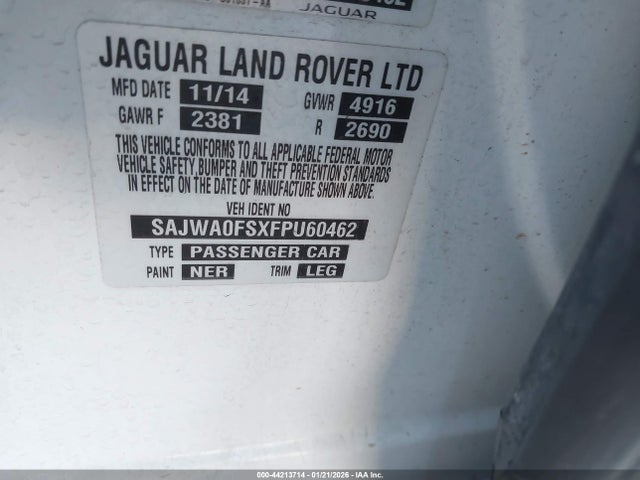 JAGUAR
JAGUAR LAND ROVER LTD
MFD DATE 11/14 GVWR 4916
GAWR F 2381 R 2690
THIS VEHICLE CONFORMS TO ALL APPLICABLE FEDERAL MOTOR
VEHICLE SAFETY,BUMPER AND THEFT PREVENTION STANDARDS
IN EFFECT ON THE DATE OF MANUFACTURE SHOWN ABOVE.
VEH IDENT NO
SAJWA0FSXFPU60462
TYPE PASSENGER CAR
PAINT NER TRIM LEG
000-44213714 - 01/21/2026 - IAA Inc.